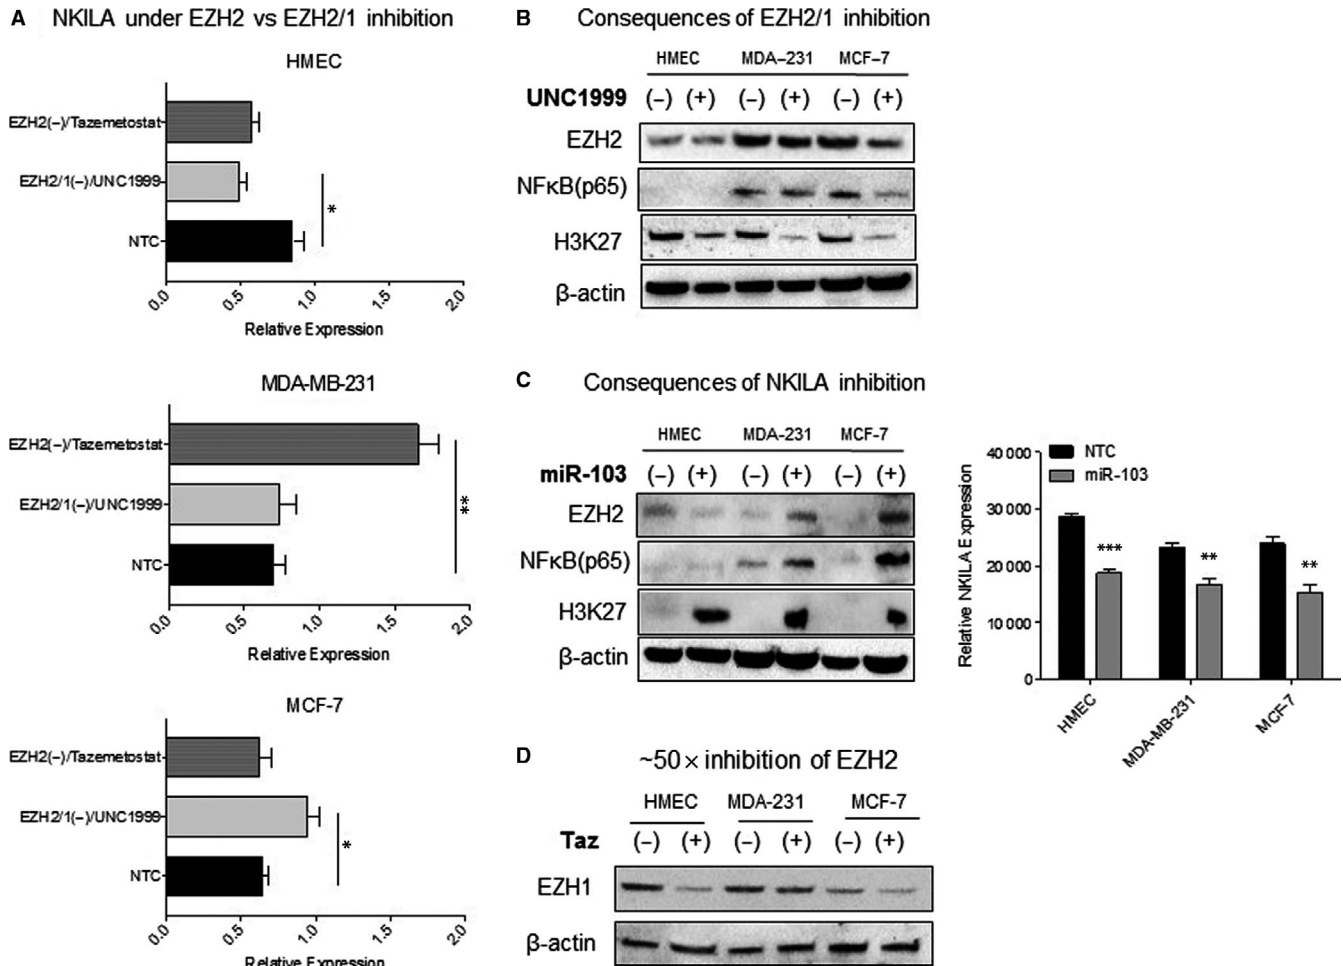 A NKILA under EZH2 vs EZH2/1 inhibition
HMEC
EZH2(–)/Tazemetostat
EZH2/1(–)/UNC1999
NTC
*
0.0 0.5 1.0 1.5 2.0
Relative Expression
MDA-MB-231
EZH2(–)/Tazemetostat
EZH2/1(–)/UNC1999
NTC
**
0.0 0.5 1.0 1.5 2.0
Relative Expression
MCF-7
EZH2(–)/Tazemetostat
EZH2/1(–)/UNC1999
NTC
*
0.0 0.5 1.0 1.5 2.0
Relative Expression
B Consequences of EZH2/1 inhibition
HMEC MDA–231 MCF–7
UNC1999 (–) (+) (–) (+) (–) (+)
EZH2
NFκB(p65)
H3K27
β-actin
C Consequences of NKILA inhibition
HMEC MDA-231 MCF-7
miR-103 (–) (+) (–) (+) (–) (+)
EZH2
NFκB(p65)
H3K27
β-actin
NTC
miR-103
Relative NKILA Expression
40 000
30 000
20 000
10 000
0
*** ** **
HMEC MDA-MB-231 MCF-7
D ~50 × inhibition of EZH2
HMEC MDA-231 MCF-7
Taz (–) (+) (–) (+) (–) (+)
EZH1
β-actin